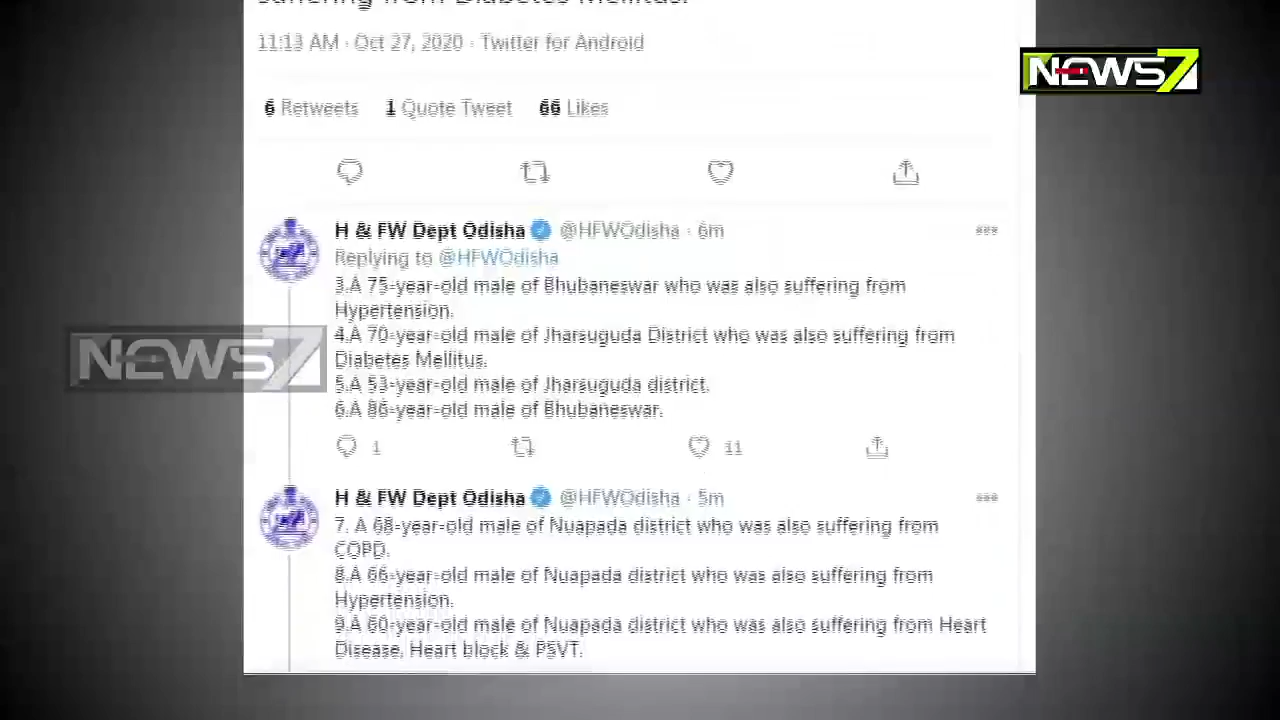 suffering from Diabetes Mellitus.
11:13 AM · Oct 27, 2020 · Twitter for Android
NEWS7
6 Retweets 1 Quote Tweet 66 Likes
H & FW Dept Odisha @HFWOdisha · 6m
Replying to @HFWOdisha
3.A 75-year-old male of Bhubaneswar who was also suffering from
Hypertension.
4.A 70-year-old male of Jharsuguda District who was also suffering from
Diabetes Mellitus.
5.A 53-year-old male of Jharsuguda district.
6.A 86-year-old male of Bhubaneswar.
NEWS7
1 11
H & FW Dept Odisha @HFWOdisha · 5m
7. A 68-year-old male of Nuapada district who was also suffering from
COPD.
8.A 66-year-old male of Nuapada district who was also suffering from
Hypertension.
9.A 60-year-old male of Nuapada district who was also suffering from Heart
Disease, Heart block & PSVT.